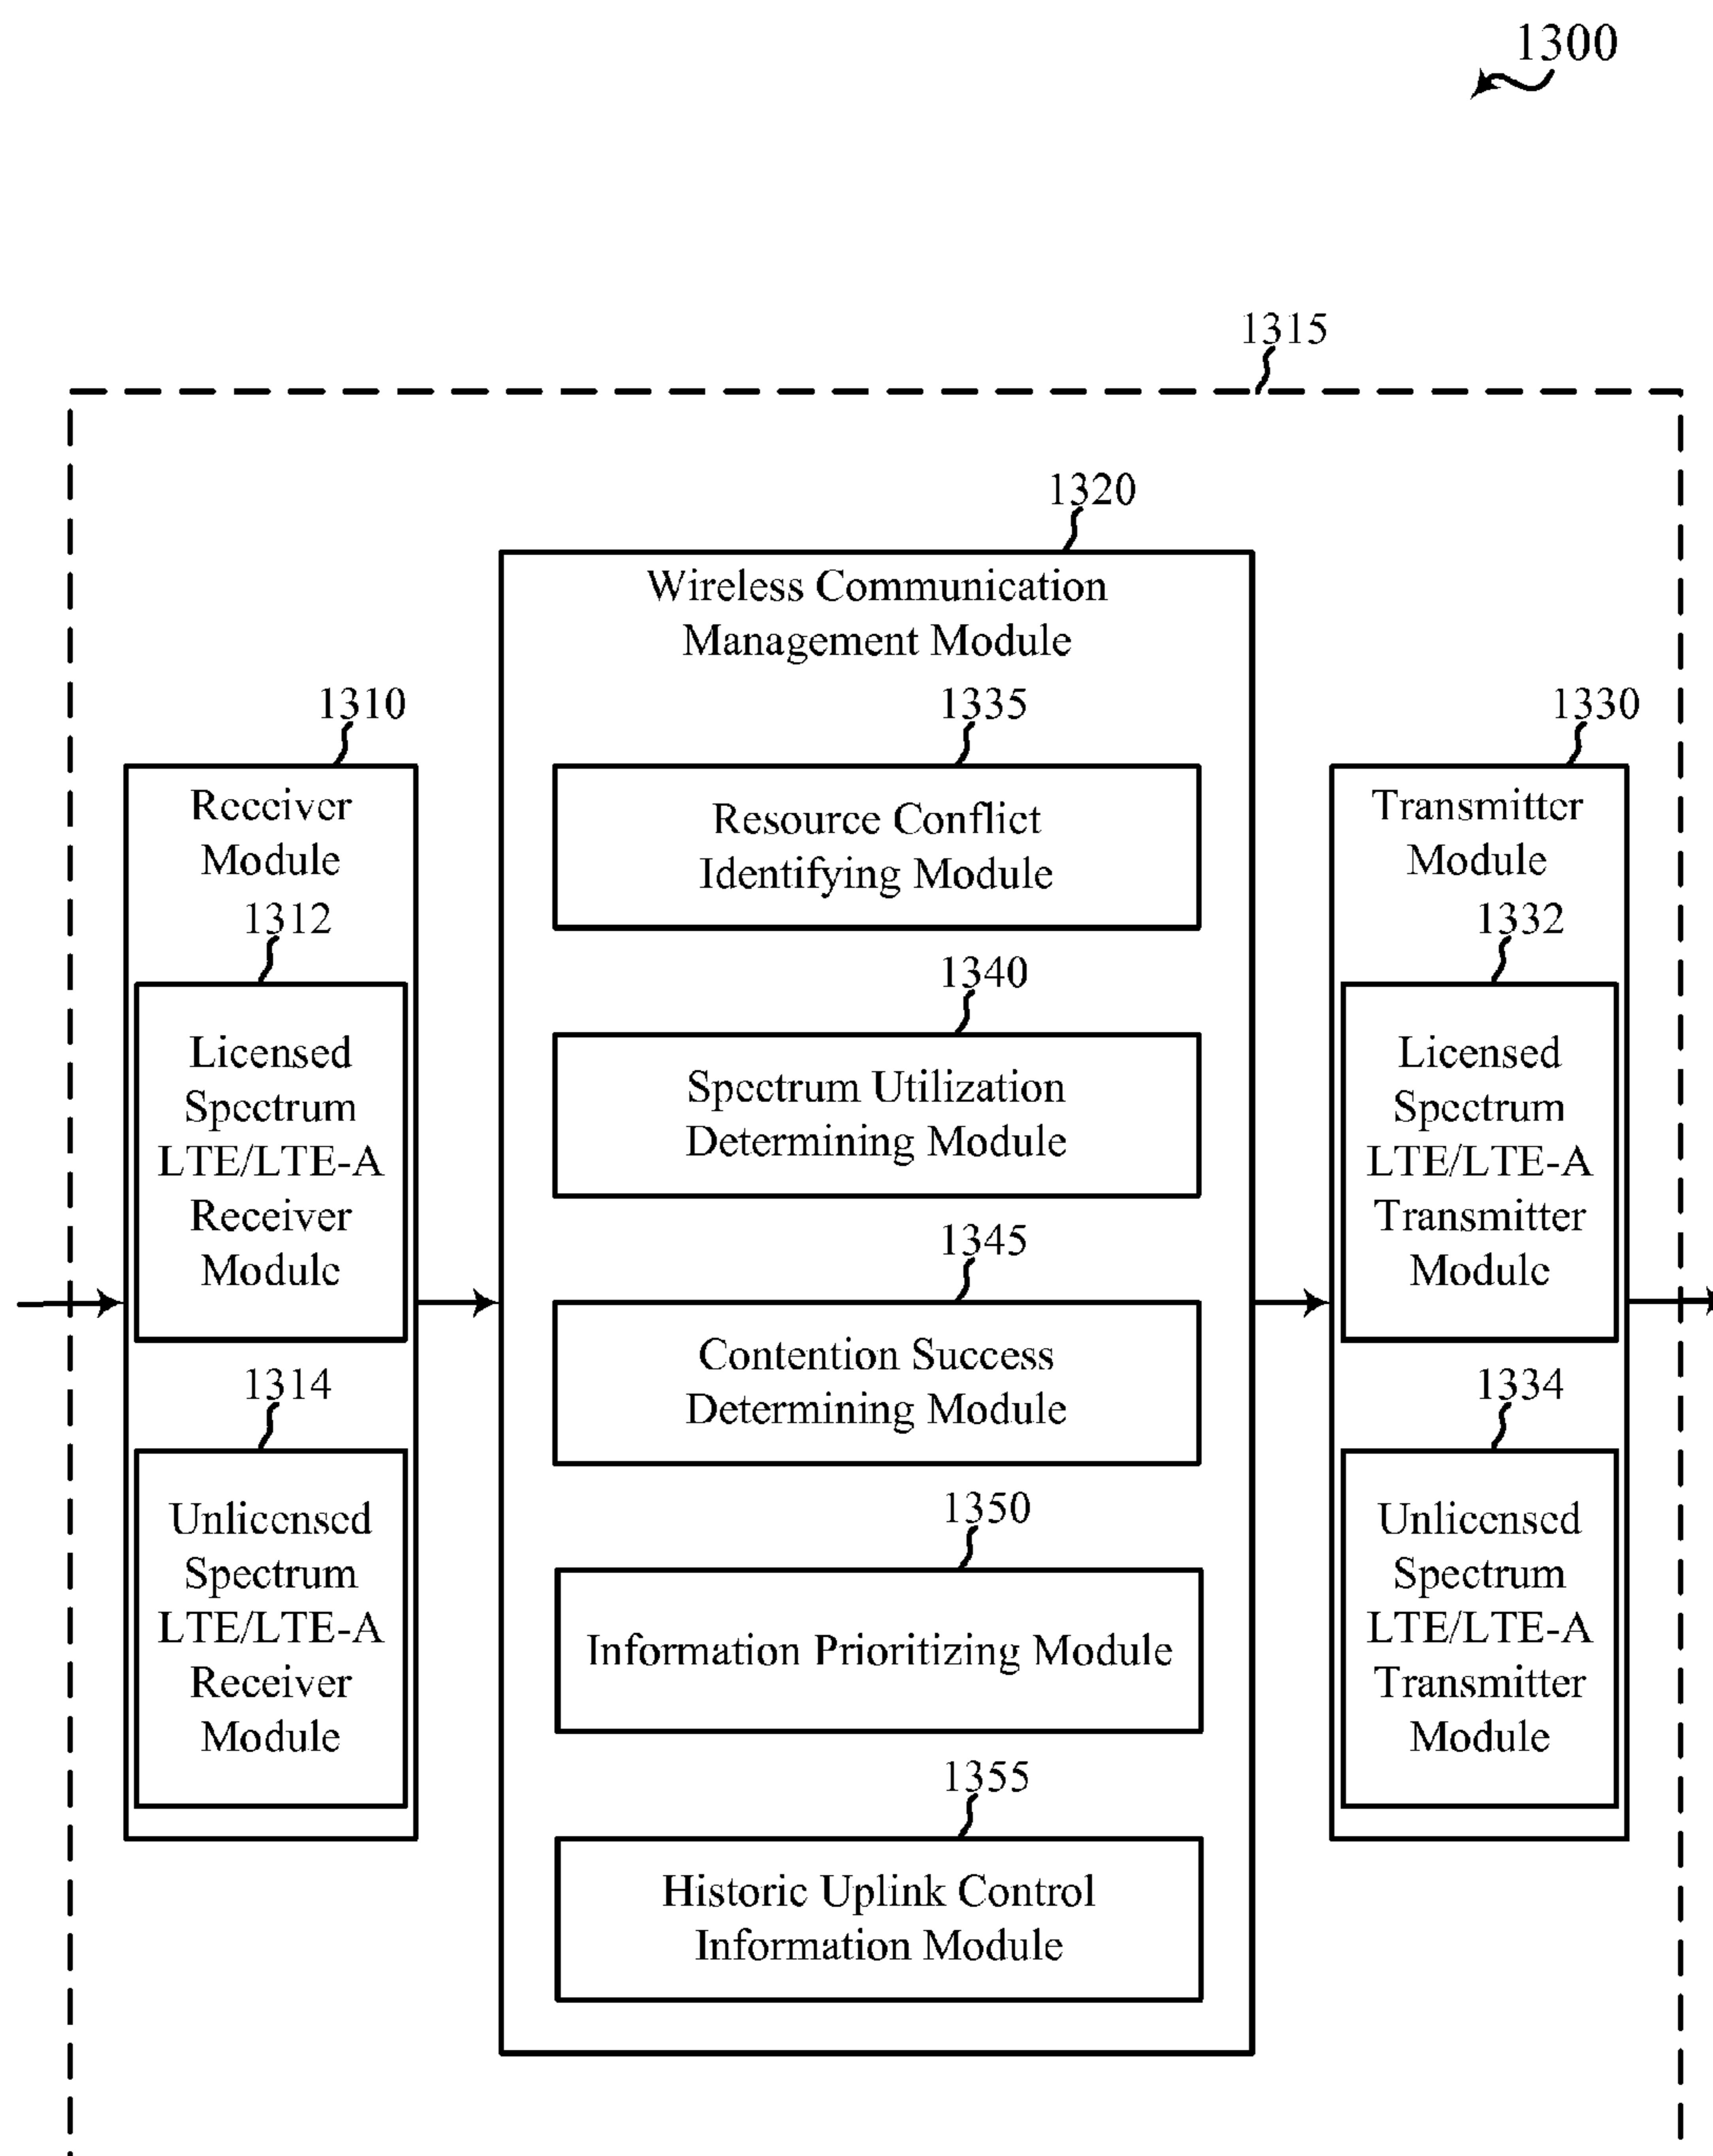 1300
1315
1320
Wireless Communication
Management Module
1310
Receiver
Module
1312
Licensed
Spectrum
LTE/LTE-A
Receiver
Module
1314
Unlicensed
Spectrum
LTE/LTE-A
Receiver
Module
1335
Resource Conflict
Identifying Module
1340
Spectrum Utilization
Determining Module
1345
Contention Success
Determining Module
1350
Information Prioritizing Module
1355
Historic Uplink Control
Information Module
1330
Transmitter
Module
1332
Licensed
Spectrum
LTE/LTE-A
Transmitter
Module
1334
Unlicensed
Spectrum
LTE/LTE-A
Transmitter
Module